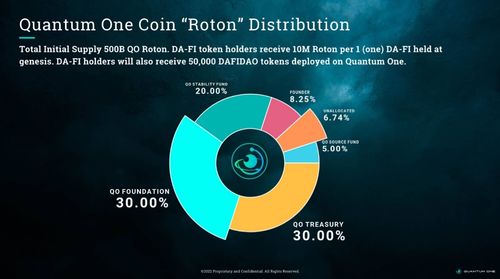 Quantum One Coin “Roton” Distribution
Total Initial Supply 500B QO Roton. DA-FI token holders receive 10M Roton per 1 (one) DA-FI held at
genesis. DA-FI holders will also receive 50,000 DAFIDAO tokens deployed on Quantum One.
QO STABILITY FUND
20.00%
FOUNDER
8.25%
UNALLOCATED
6.74%
QO SOURCE FUND
5.00%
QO FOUNDATION
30.00%
QO TREASURY
30.00%
©2022 Proprietary and Confidential. All Rights Reserved.
QUANTUM ONE